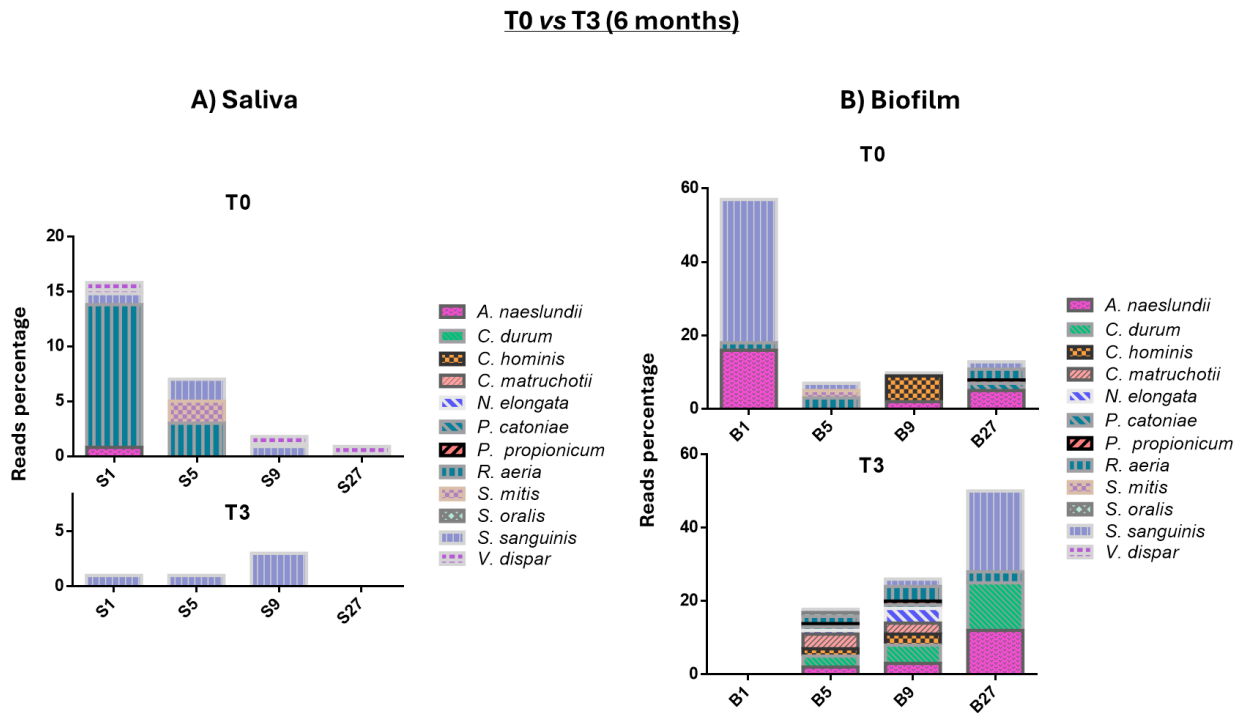 T0 vs T3 (6 months)
A) Saliva
T0
20
15
10
5
0
Reads percentage
S1
S5
S9
S27
T3
5
0
S1
S5
S9
S27
A. naeslundii
C. durum
C. hominis
C. matruchotii
N. elongata
P. catoniae
P. propionicum
R. aeria
S. mitis
S. oralis
S. sanguinis
V. dispar
B) Biofilm
T0
60
40
20
0
Reads percentage
B1
B5
B9
B27
T3
60
40
20
0
B1
B5
B9
B27
A. naeslundii
C. durum
C. hominis
C. matruchotii
N. elongata
P. catoniae
P. propionicum
R. aeria
S. mitis
S. oralis
S. sanguinis
V. dispar